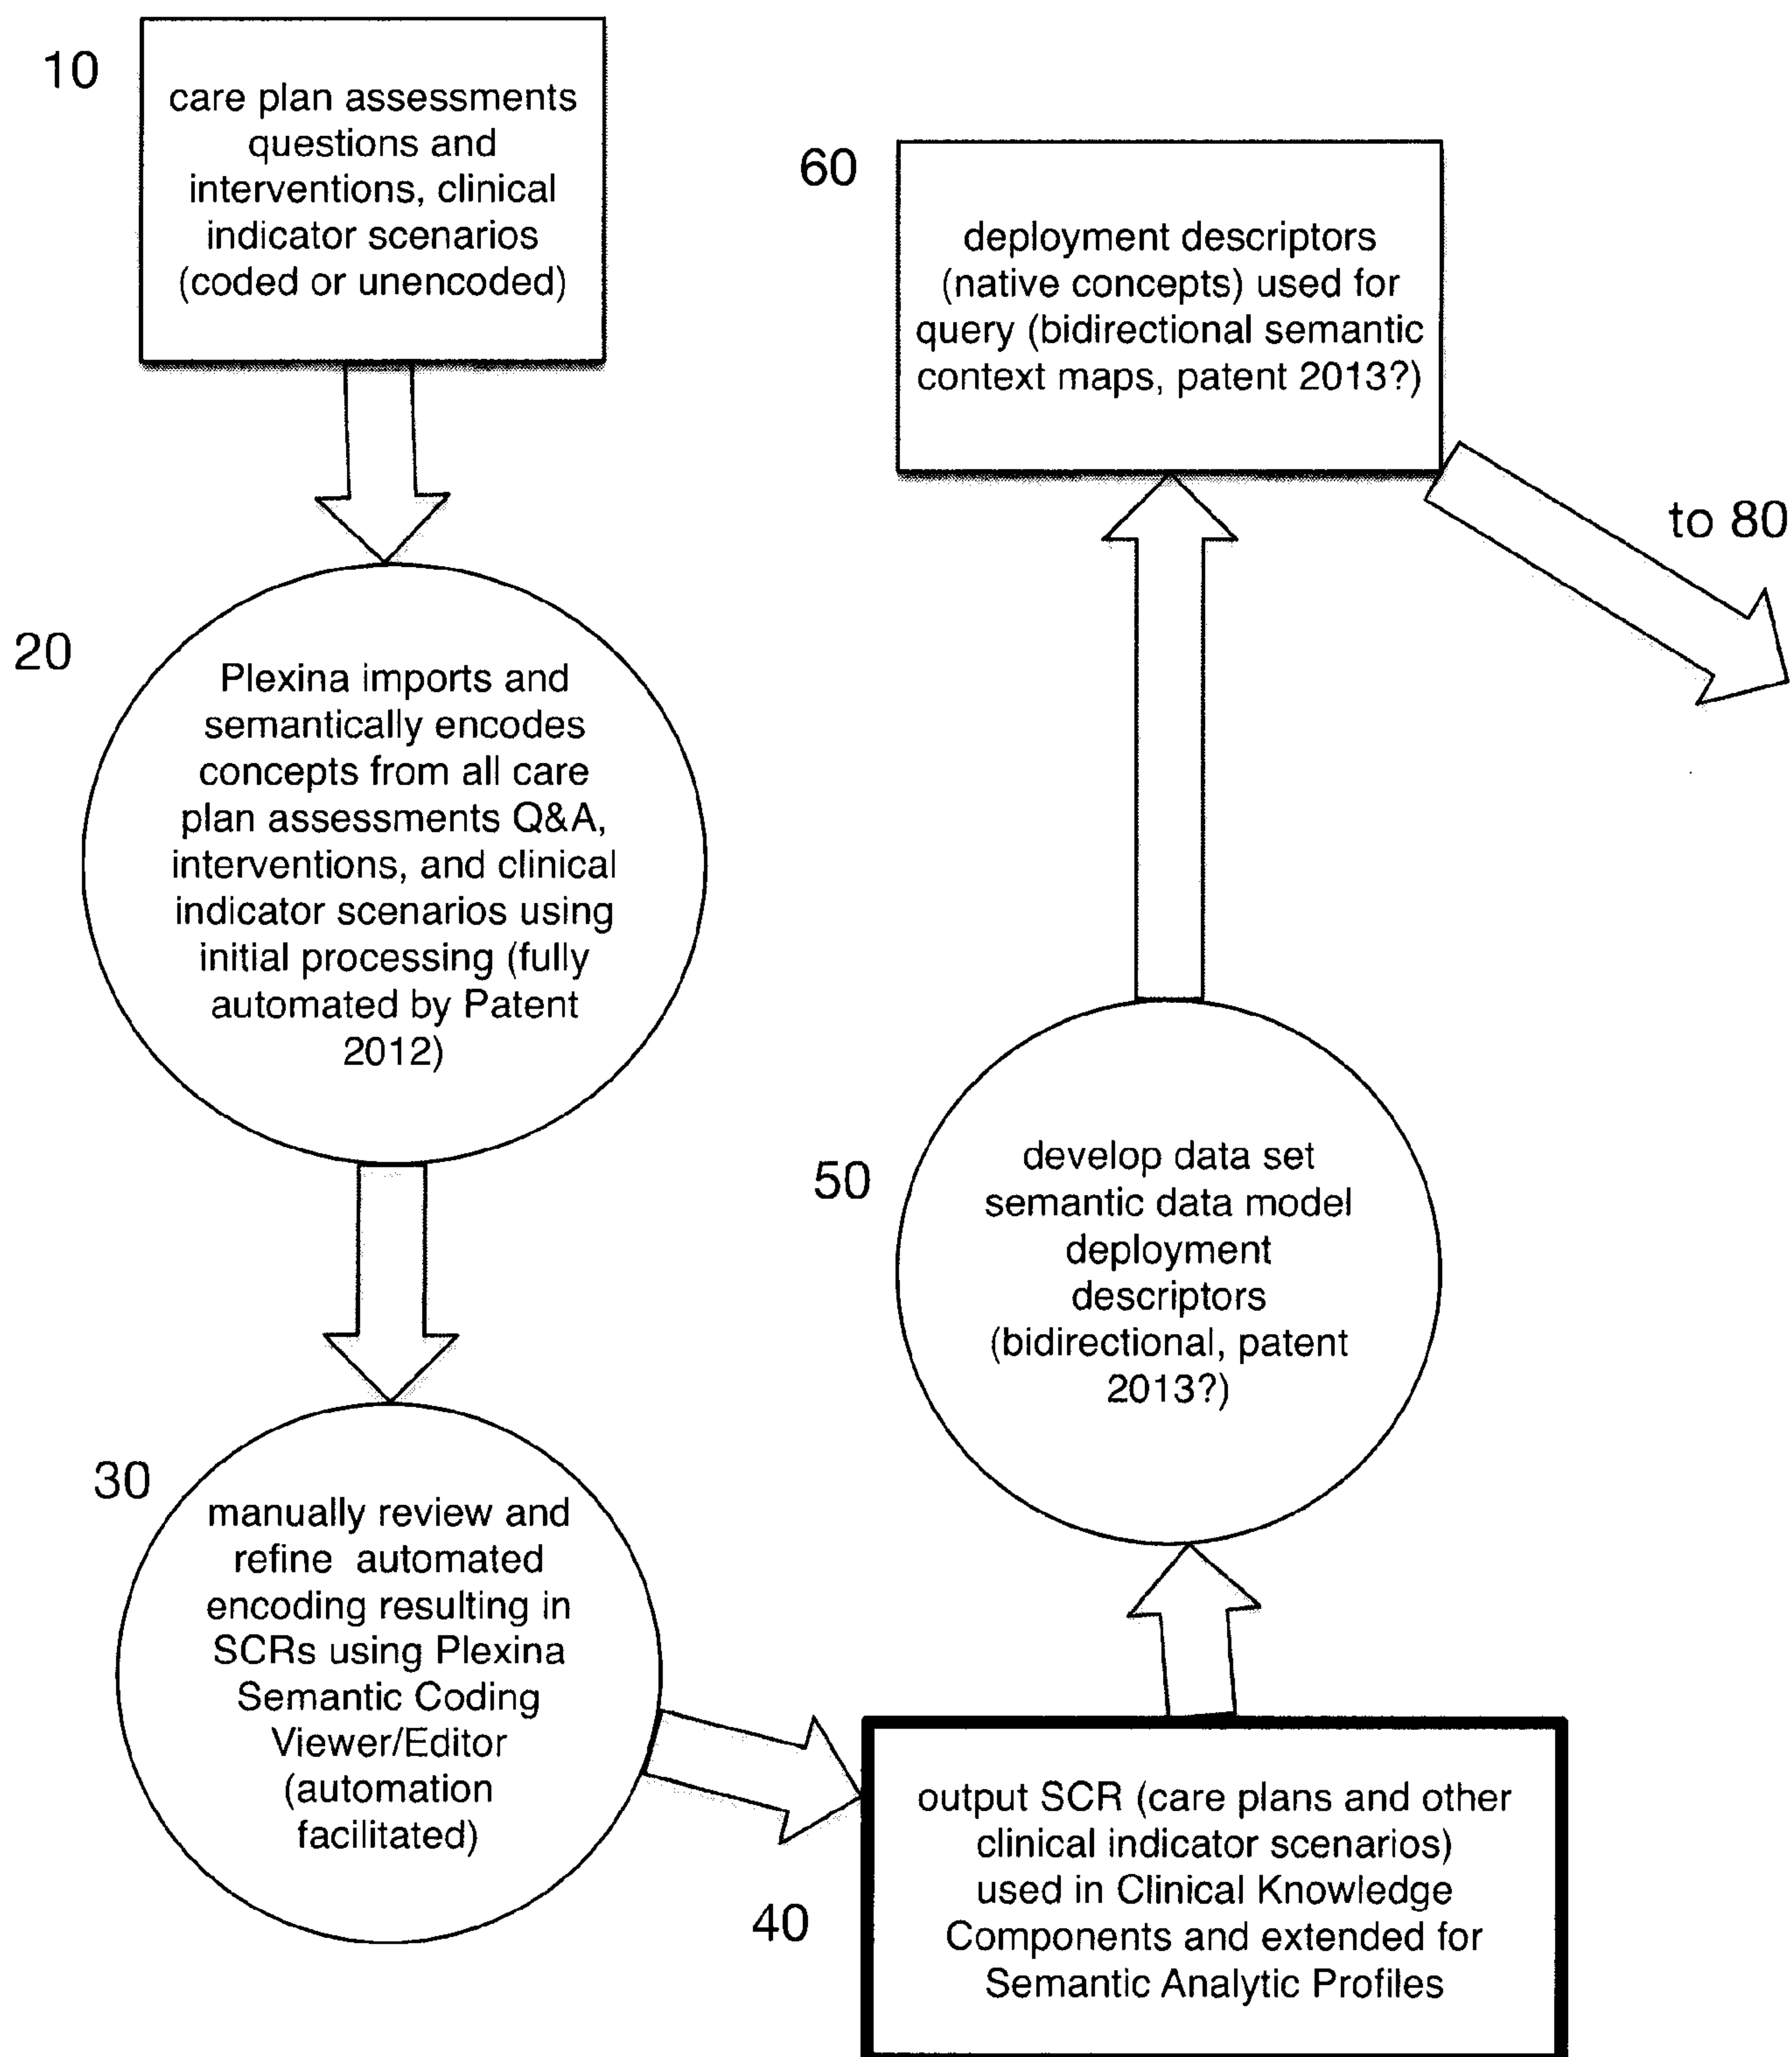 10
care plan assessments
questions and
interventions, clinical
indicator scenarios
(coded or unencoded)
20
Plexina imports and
semantically encodes
concepts from all care
plan assessments Q&A,
interventions, and clinical
indicator scenarios using
initial processing (fully
automated by Patent
2012)
30
manually review and
refine automated
encoding resulting in
SCRs using Plexina
Semantic Coding
Viewer/Editor
(automation
facilitated)
40
output SCR (care plans and other
clinical indicator scenarios)
used in Clinical Knowledge
Components and extended for
Semantic Analytic Profiles
50
develop data set
semantic data model
deployment
descriptors
(bidirectional, patent
2013?)
60
deployment descriptors
(native concepts) used for
query (bidirectional semantic
context maps, patent 2013?)
to 80